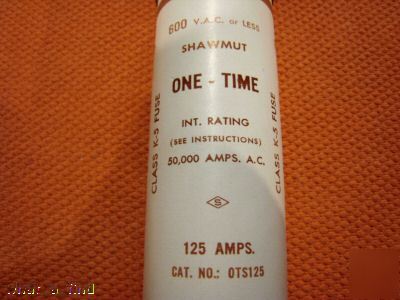 600 V.A.C. or LESS
SHAWMUT
ONE - TIME
INT. RATING
(SEE INSTRUCTIONS)
50,000 AMPS. A.C.
CLASS K-5 FUSE
CLASS K-5 FUSE
S
125 AMPS.
CAT. NO.: OTS125
what_a_find